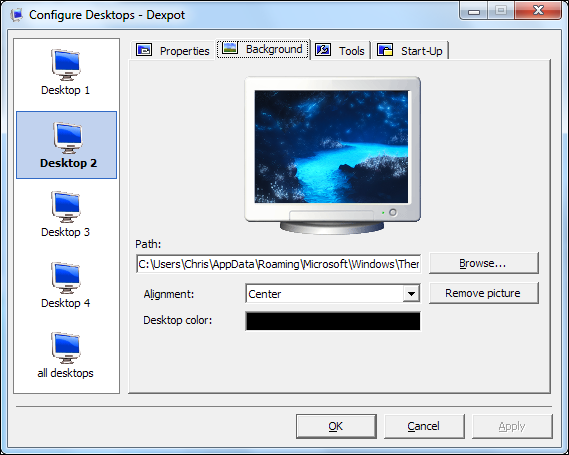 Configure Desktops - Dexpot
Properties
Background
Tools
Start-Up
Desktop 1
Desktop 2
Desktop 3
Desktop 4
all desktops
Path:
C:\Users\Chris\AppData\Roaming\Microsoft\Windows\Ther
Browse...
Alignment:
Center
Remove picture
Desktop color:
OK
Cancel
Apply